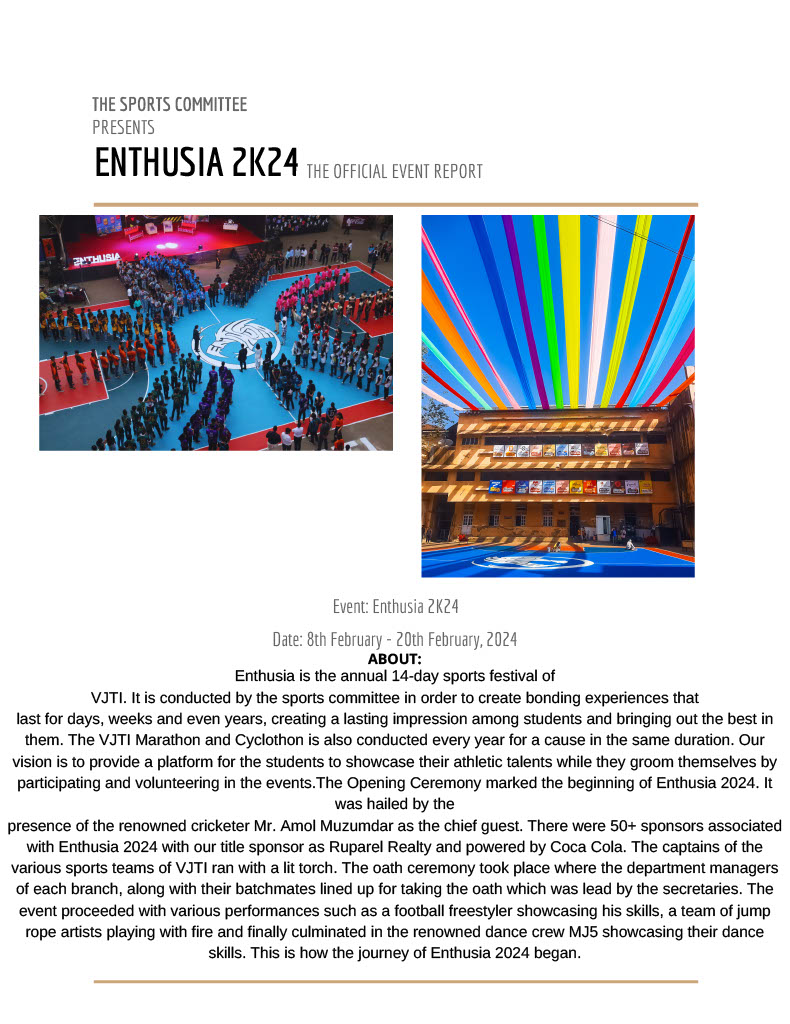 THE SPORTS COMMITTEE
PRESENTS
ENTHUSIA 2K24 THE OFFICIAL EVENT REPORT
ENTHUSIA
Event: Enthusia 2K24
Date: 8th February - 20th February, 2024
ABOUT:
Enthusia is the annual 14-day sports festival of
VJTI. It is conducted by the sports committee in order to create bonding experiences that
last for days, weeks and even years, creating a lasting impression among students and bringing out the best in
them. The VJTI Marathon and Cyclothon is also conducted every year for a cause in the same duration. Our
vision is to provide a platform for the students to showcase their athletic talents while they groom themselves by
participating and volunteering in the events.The Opening Ceremony marked the beginning of Enthusia 2024. It
was hailed by the
presence of the renowned cricketer Mr. Amol Muzumdar as the chief guest. There were 50+ sponsors associated
with Enthusia 2024 with our title sponsor as Ruparel Realty and powered by Coca Cola. The captains of the
various sports teams of VJTI ran with a lit torch. The oath ceremony took place where the department managers
of each branch, along with their batchmates lined up for taking the oath which was lead by the secretaries. The
event proceeded with various performances such as a football freestyler showcasing his skills, a team of jump
rope artists playing with fire and finally culminated in the renowned dance crew MJ5 showcasing their dance
skills. This is how the journey of Enthusia 2024 began.